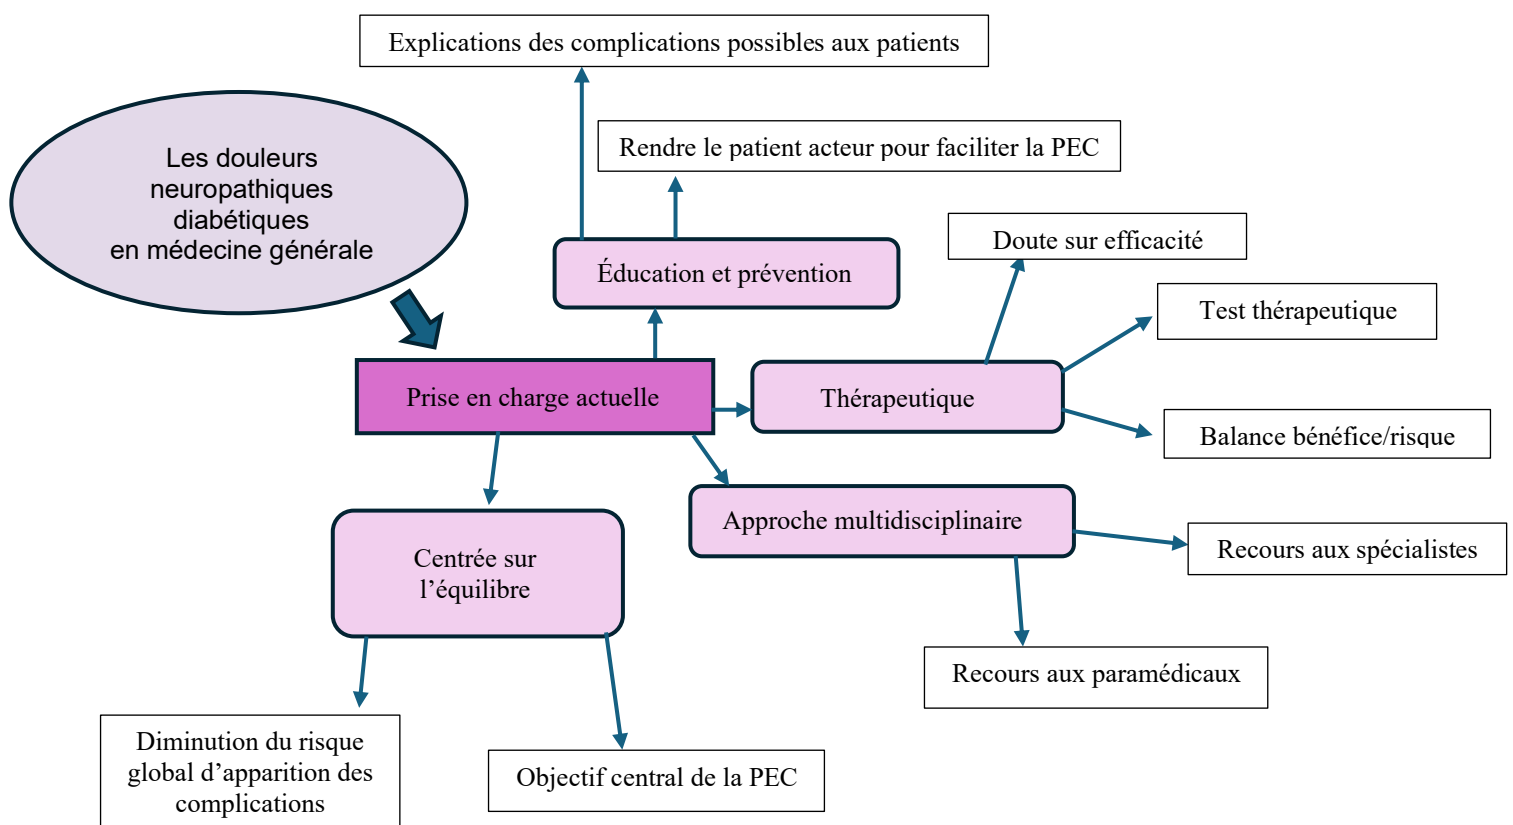 Explications des complications possibles aux patients
Rendre le patient acteur pour faciliter la PEC
Les douleurs
neuropathiques
diabétiques
en médecine générale
Doute sur efficacité
Éducation et prévention
Test thérapeutique
Prise en charge actuelle
Thérapeutique
Balance bénéfice/risque
Approche multidisciplinaire
Recours aux spécialistes
Centrée sur
l’équilibre
Recours aux paramédicaux
Diminution du risque
global d’apparition des
complications
Objectif central de la PEC